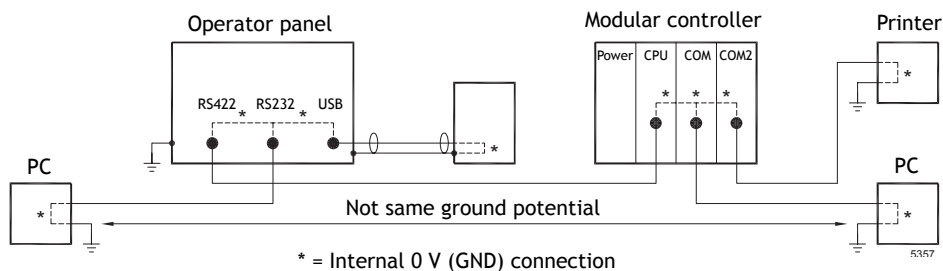 Operator panel
Modular controller
Printer
Power CPU COM COM2
*
* * *
RS422 RS232 USB
* *
*
PC
PC
*
*
Not same ground potential
* = Internal 0 V (GND) connection
5357